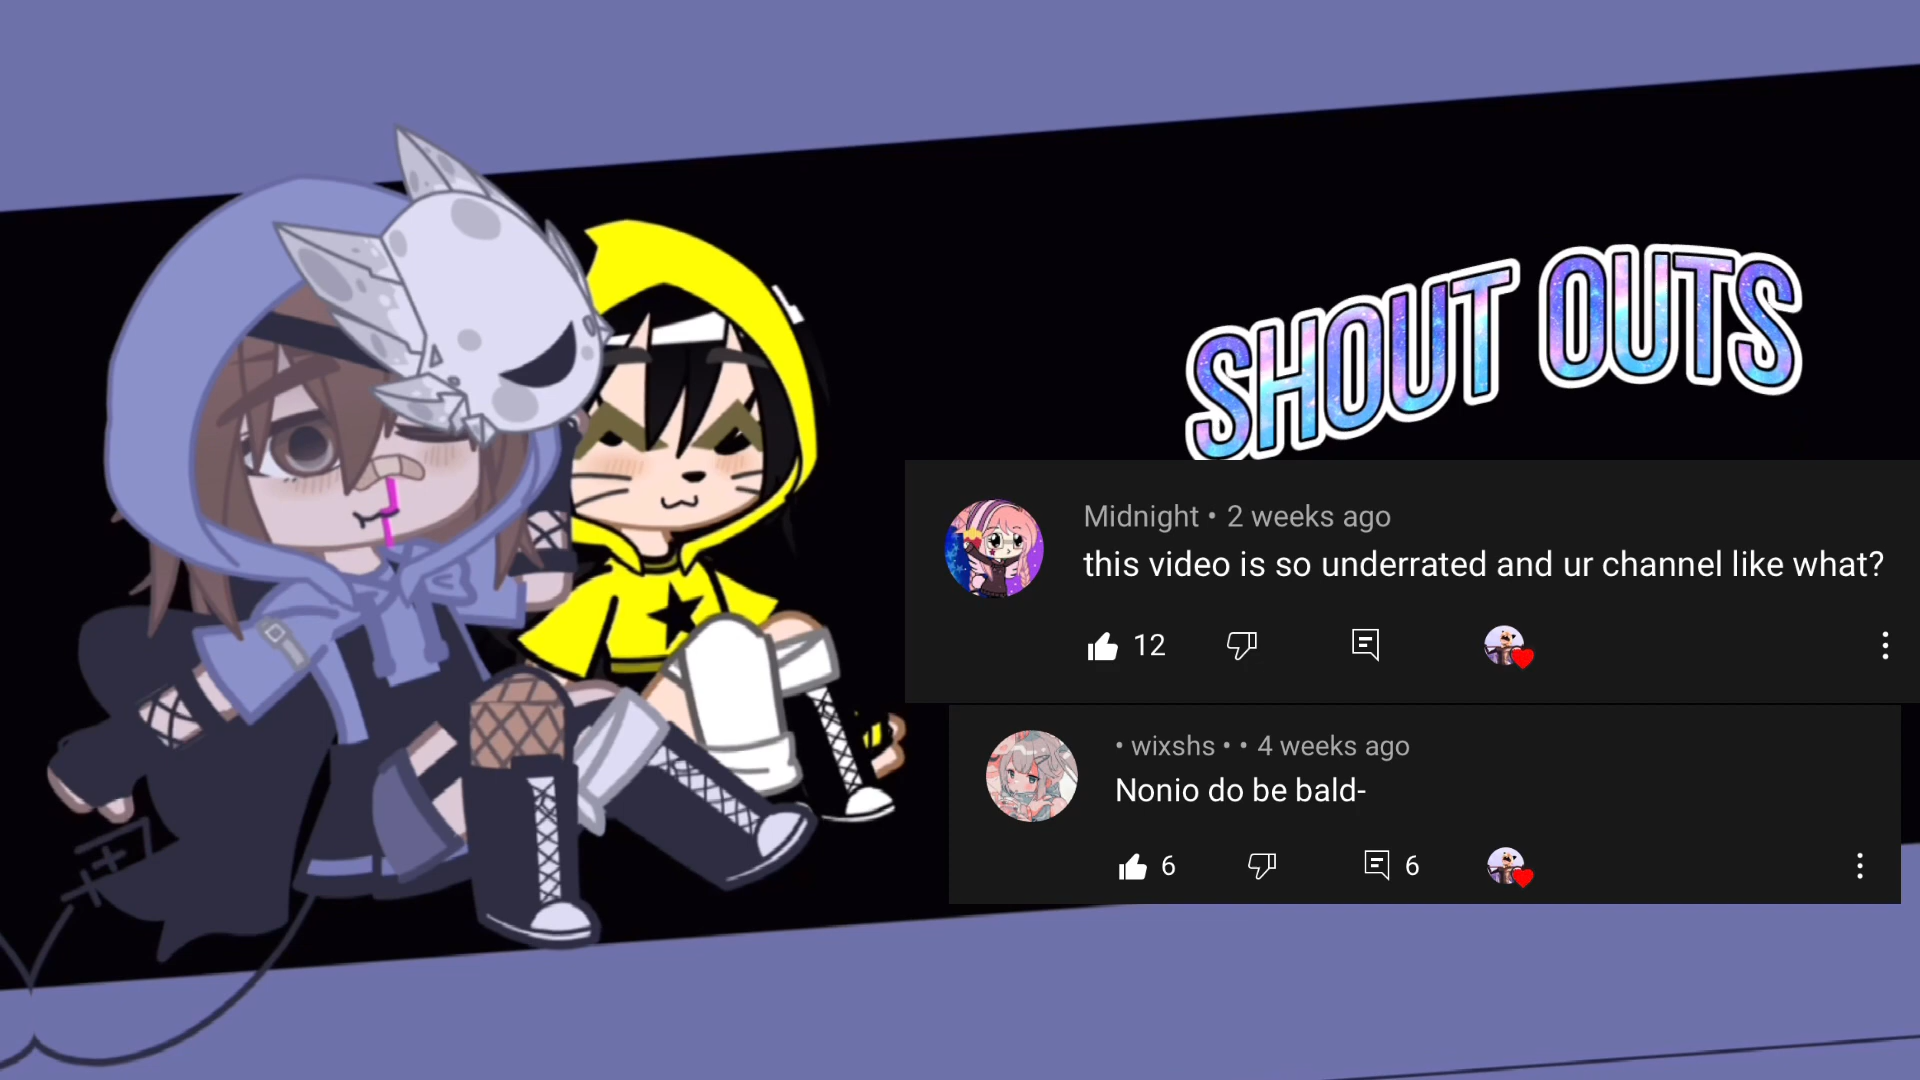 SHOUT OUTS
Midnight • 2 weeks ago
this video is so underrated and ur channel like what?
12
• wixshs • • 4 weeks ago
Nonio do be bald-
6 6